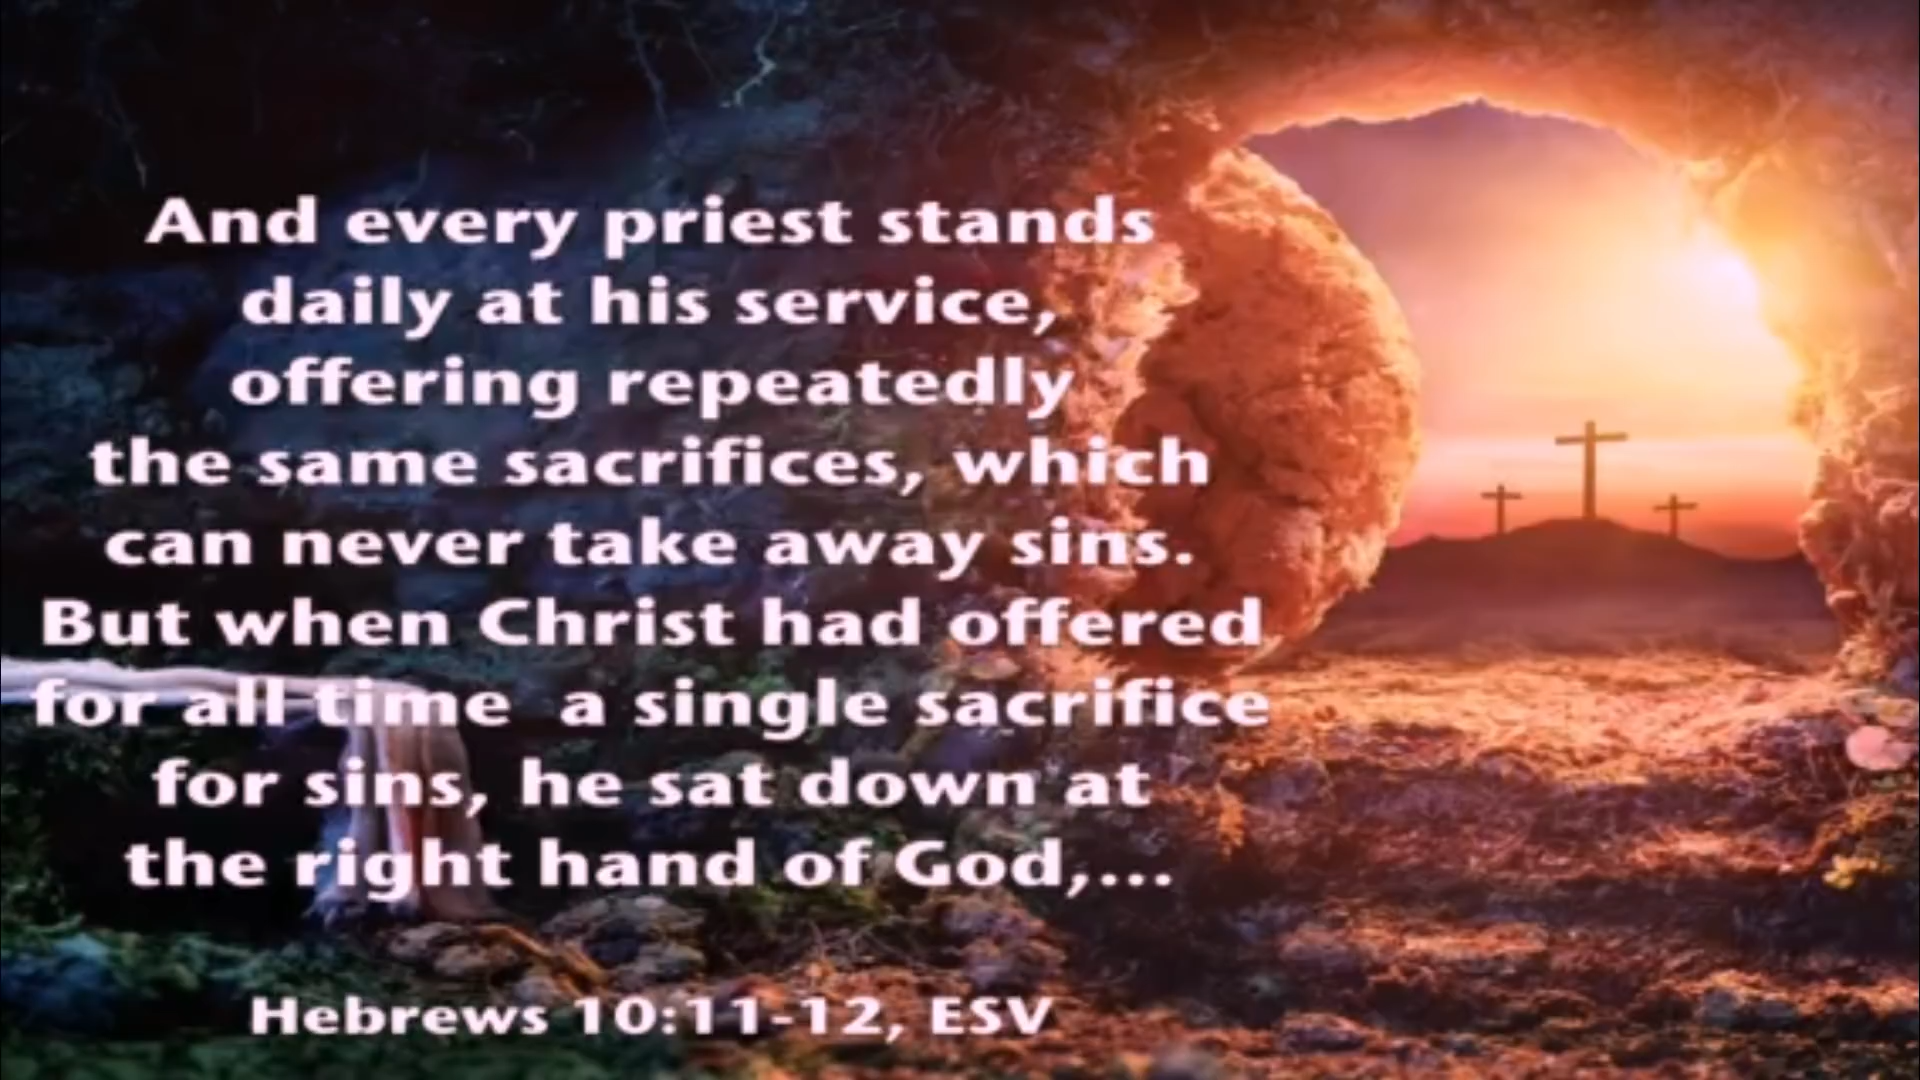 And every priest stands
daily at his service,
offering repeatedly
the same sacrifices, which
can never take away sins.
But when Christ had offered
for all time  a single sacrifice
for sins, he sat down at
the right hand of God,...
Hebrews 10:11-12, ESV